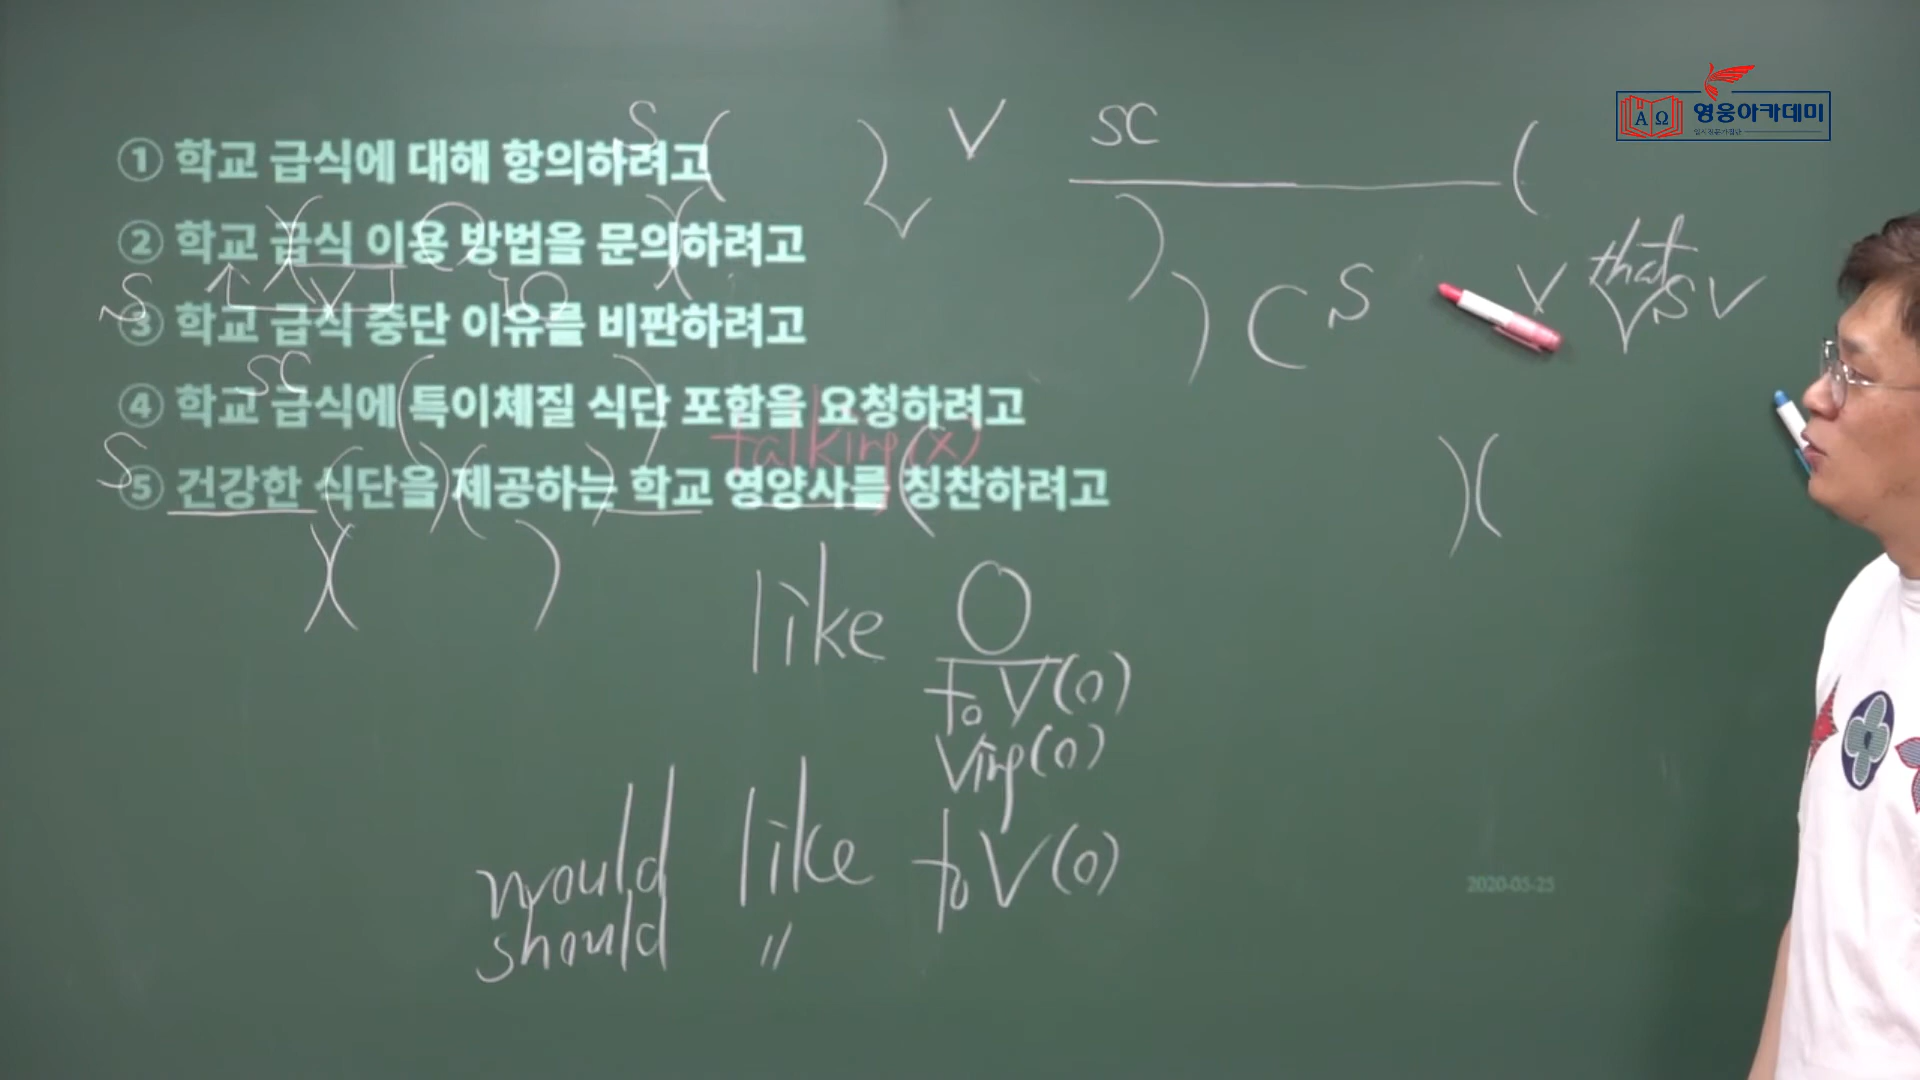 영웅아카데미
A Ω
S ( ) V SC (
① 학교 급식에 대해 항의하려고
② 학교 급식 이용 방법을 문의하려고
) ) ( S V that S V
S V IO
③ 학교 급식 중단 이유를 비판하려고
SC
④ 학교 급식에 특이체질 식단 포함을 요청하려고
talking(x)
S
⑤ 건강한 식단을 제공하는 학교 영양사를 칭찬하려고
like O
to V(O)
Ving(O)
would like to V(O)
should "
2020-05-25